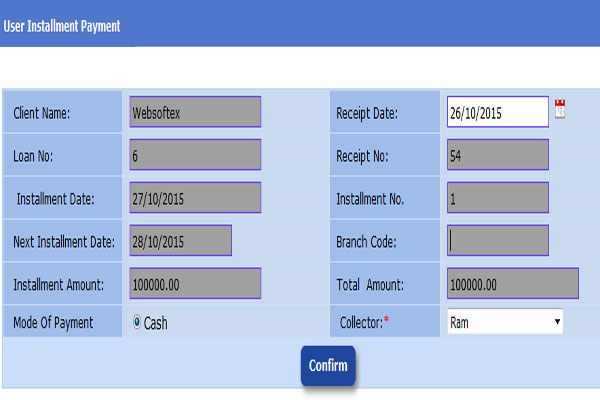 User Installment Payment
Client Name: Websoftex Receipt Date: 26/10/2015
Loan No: 6 Receipt No: 54
Installment Date: 27/10/2015 Installment No. 1
Next Installment Date: 28/10/2015 Branch Code:
Installment Amount: 100000.00 Total Amount: 100000.00
Mode Of Payment Cash Collector:* Ram
Confirm